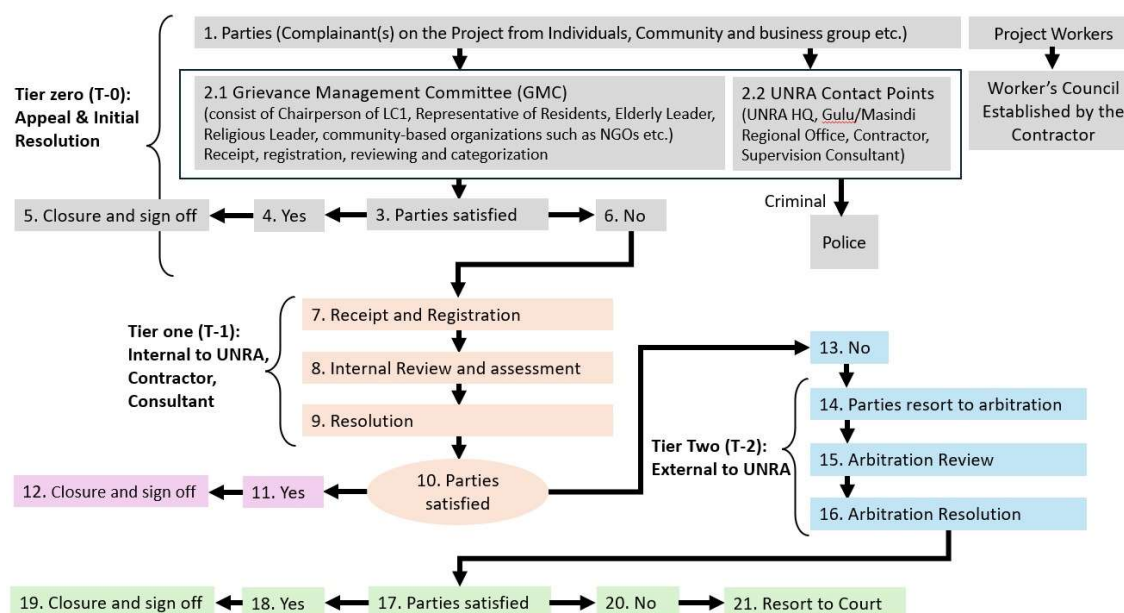 1. Parties (Complainant(s) on the Project from Individuals, Community and business group etc.)
Project Workers
Tier zero (T-0):
Appeal & Initial
Resolution
2.1 Grievance Management Committee (GMC)
(consist of Chairperson of LC1, Representative of Residents, Elderly Leader,
Religious Leader, community-based organizations such as NGOs etc.)
Receipt, registration, reviewing and categorization
2.2 UNRA Contact Points
(UNRA HQ, Gulu/Masindi
Regional Office, Contractor,
Supervision Consultant)
Worker's Council
Established by the
Contractor
5. Closure and sign off
4. Yes
3. Parties satisfied
6. No
Criminal
Police
Tier one (T-1):
Internal to UNRA,
Contractor,
Consultant
7. Receipt and Registration
8. Internal Review and assessment
9. Resolution
10. Parties
satisfied
11. Yes
12. Closure and sign off
13. No
Tier Two (T-2):
External to UNRA
14. Parties resort to arbitration
15. Arbitration Review
16. Arbitration Resolution
19. Closure and sign off
18. Yes
17. Parties satisfied
20. No
21. Resort to Court